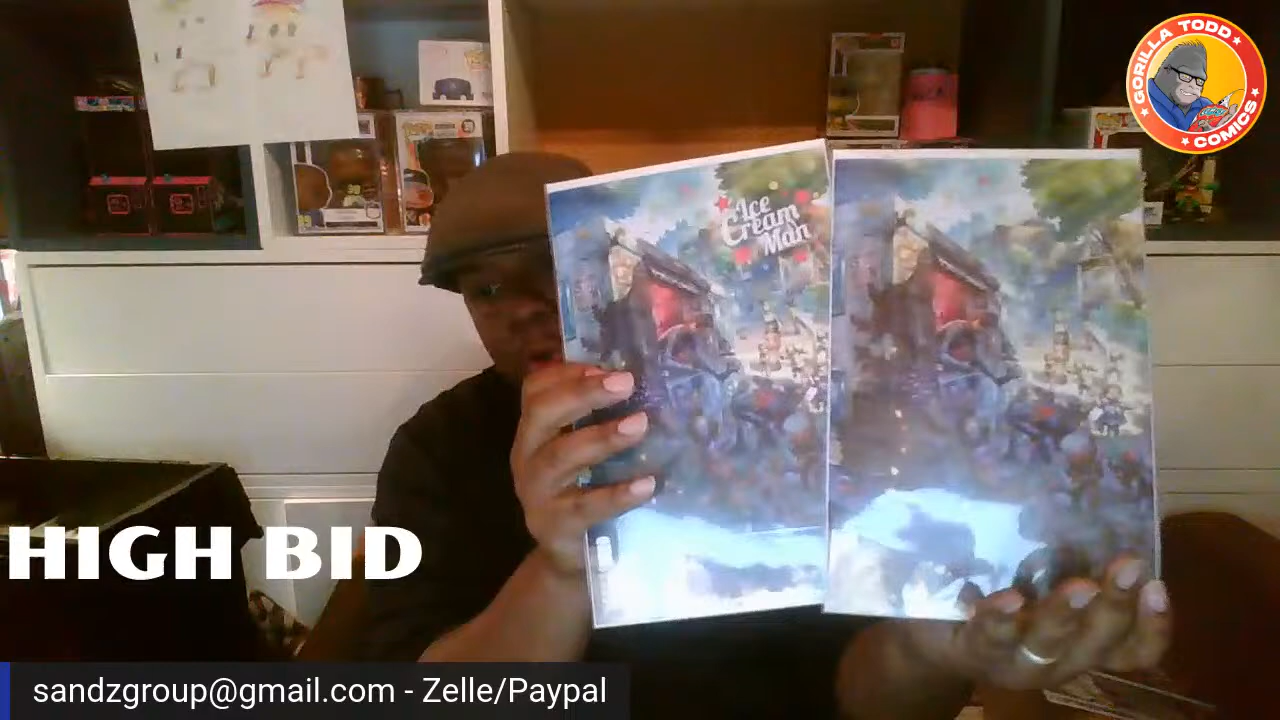 GORILLA TODD
COMICS
Ice
Cream
Man
HIGH BID
sandzgroup@gmail.com - Zelle/Paypal